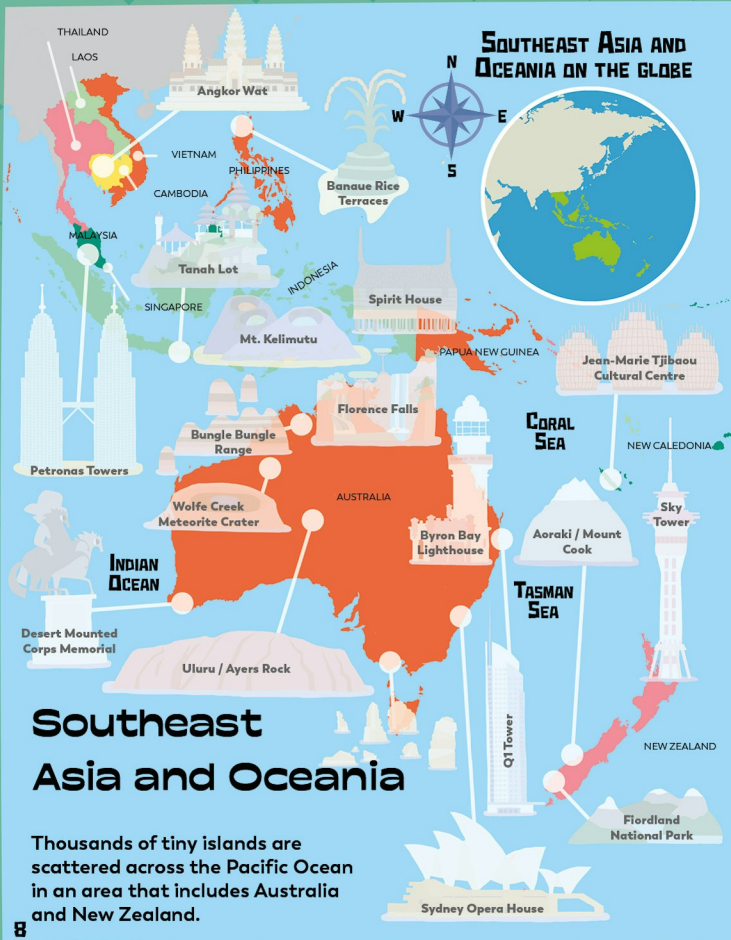 THAILAND
LAOS
Angkor Wat
SOUTHEAST ASIA AND
OCEANIA ON THE GLOBE
N
W
E
S
VIETNAM
PHILIPPINES
CAMBODIA
Banaue Rice
Terraces
MALAYSIA
Tanah Lot
INDONESIA
SINGAPORE
Spirit House
Mt. Kelimutu
PAPUA NEW GUINEA
Jean-Marie Tjibaou
Cultural Centre
Florence Falls
CORAL
SEA
Bungle Bungle
Range
NEW CALEDONIA
Petronas Towers
AUSTRALIA
Wolfe Creek
Meteorite Crater
Sky
Tower
Byron Bay
Lighthouse
Aoraki / Mount
Cook
INDIAN
OCEAN
TASMAN
SEA
Desert Mounted
Corps Memorial
Uluru / Ayers Rock
Q1 Tower
NEW ZEALAND
Southeast
Asia and Oceania
Fiordland
National Park
Thousands of tiny islands are
scattered across the Pacific Ocean
in an area that includes Australia
and New Zealand.
Sydney Opera House
8